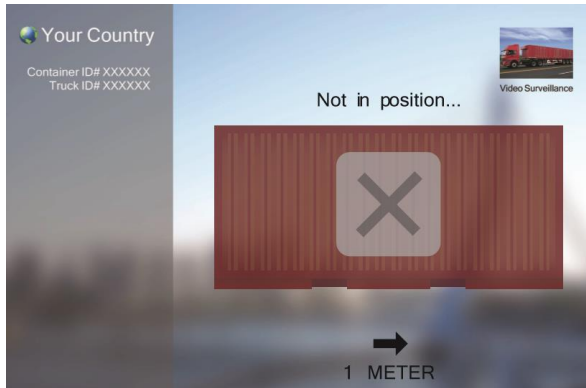 Your Country
Container ID# XXXXXX
Truck ID# XXXXXX
Video Surveillance
Not in position...
1 METER